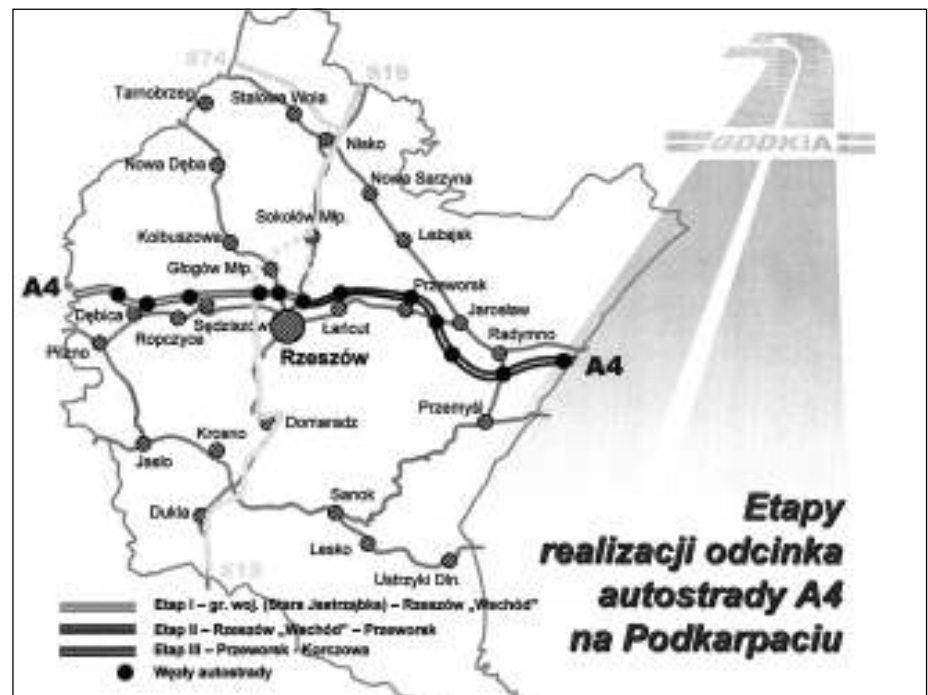 S74
S19
Tarnobrzeg
Stalowa Wola
Nisko
Nowa Dęba
Nowa Sarzyna
Sokołów Młp.
Kolbuszowa
Leżajsk
Głogów Młp.
A4
Przeworsk
Dębica
Ropczyce
Sędziszów
Łańcut
Jarosław
Radymno
Pilzno
Rzeszów
A4
Przemyśl
Domaradz
Krosno
Jasło
Dukla
Sanok
Lesko
Ustrzyki Dln.
S19
GDDKIA
Etapy
realizacji odcinka
autostrady A4
na Podkarpaciu
Etap I – gr. woj. (Stara Jastrząbka) – Rzeszów „Wschód"
Etap II – Rzeszów „Wschód" – Przeworsk
Etap III – Przeworsk - Korczowa
Węzły autostrady